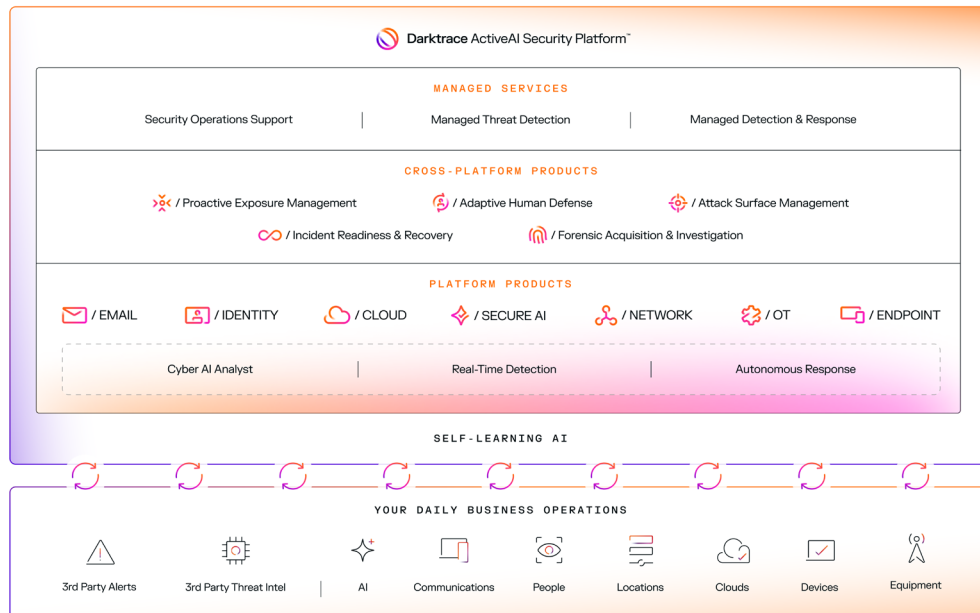 Darktrace ActiveAI Security Platform™
MANAGED SERVICES
Security Operations Support | Managed Threat Detection | Managed Detection & Response
CROSS-PLATFORM PRODUCTS
/ Proactive Exposure Management / Adaptive Human Defense / Attack Surface Management
/ Incident Readiness & Recovery / Forensic Acquisition & Investigation
PLATFORM PRODUCTS
/ EMAIL / IDENTITY / CLOUD / SECURE AI / NETWORK / OT / ENDPOINT
Cyber AI Analyst | Real-Time Detection | Autonomous Response
SELF-LEARNING AI
YOUR DAILY BUSINESS OPERATIONS
3rd Party Alerts 3rd Party Threat Intel | AI Communications People Locations Clouds Devices Equipment